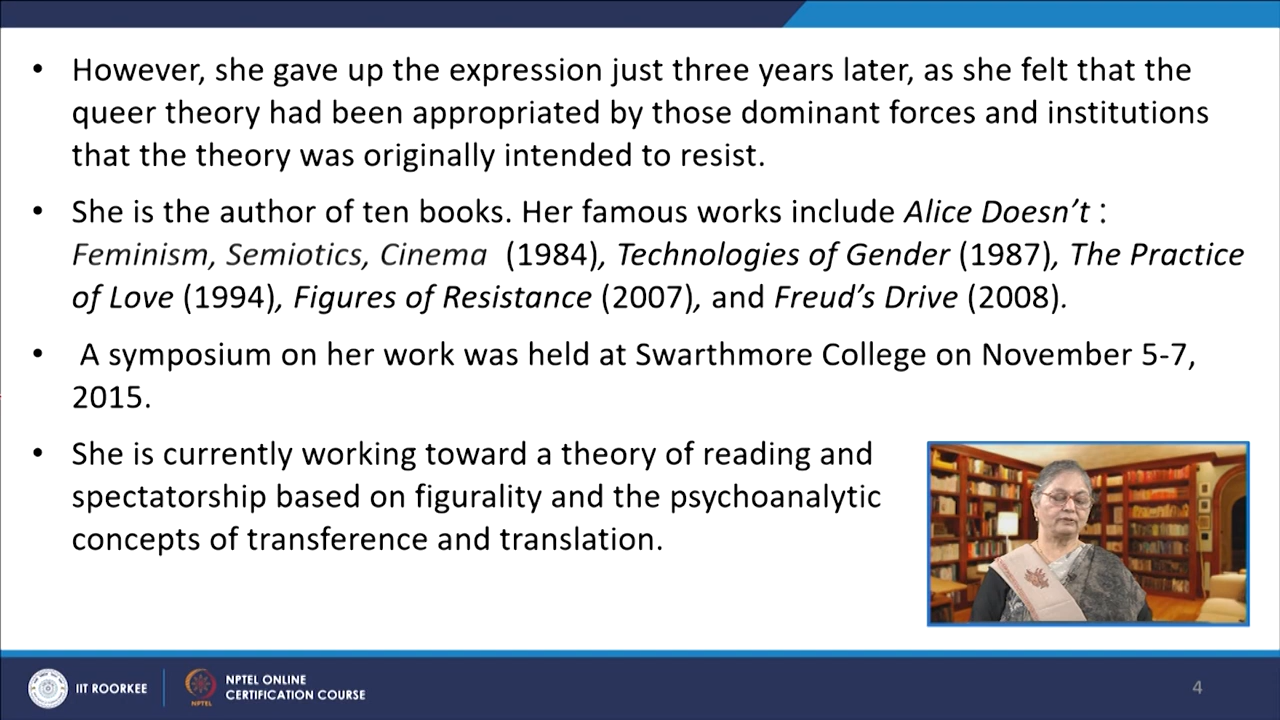 • However, she gave up the expression just three years later, as she felt that the
queer theory had been appropriated by those dominant forces and institutions
that the theory was originally intended to resist.
• She is the author of ten books. Her famous works include Alice Doesn’t :
Feminism, Semiotics, Cinema (1984), Technologies of Gender (1987), The Practice
of Love (1994), Figures of Resistance (2007), and Freud’s Drive (2008).
• A symposium on her work was held at Swarthmore College on November 5-7,
2015.
• She is currently working toward a theory of reading and
spectatorship based on figurality and the psychoanalytic
concepts of transference and translation.
IIT ROORKEE
NPTEL
NPTEL ONLINE
CERTIFICATION COURSE
4